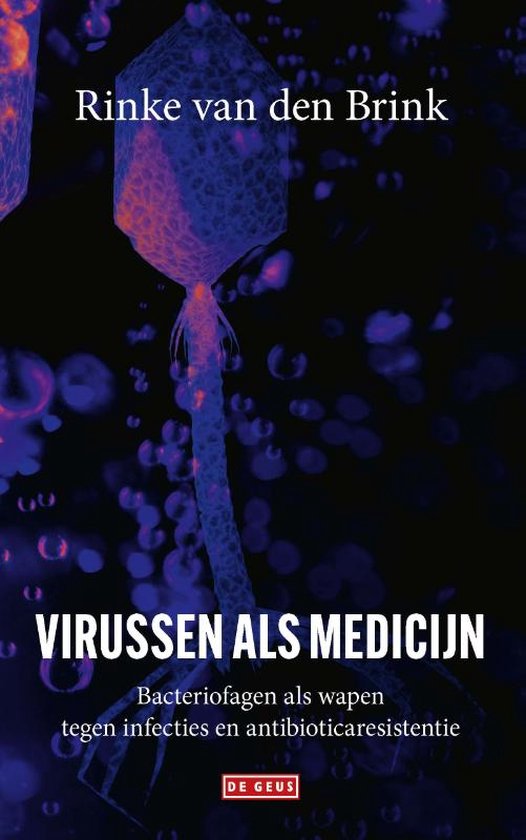 Rinke van den Brink
VIRUSSEN ALS MEDICIJN
Bacteriofagen als wapen
tegen infecties en antibioticaresistentie
DE GEUS